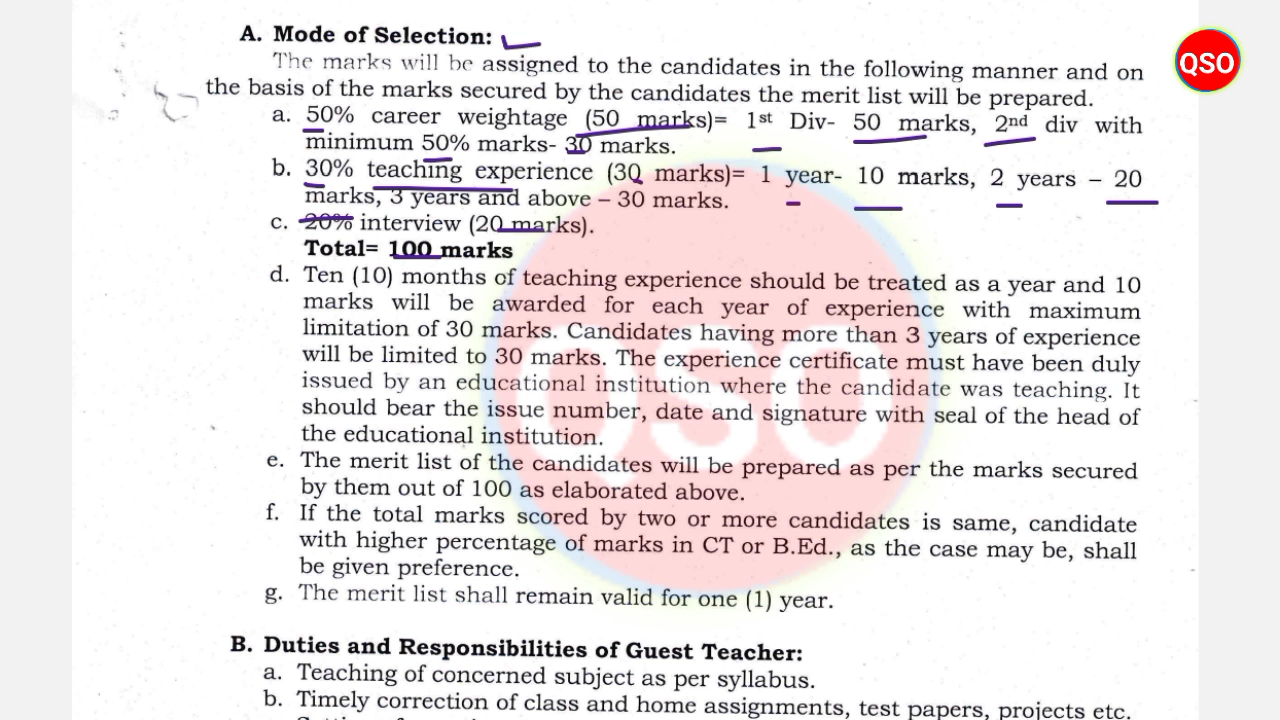 A. Mode of Selection:
QSO
The marks will be assigned to the candidates in the following manner and on
the basis of the marks secured by the candidates the merit list will be prepared.
a. 50% career weightage (50 marks)= 1st Div- 50 marks, 2nd div with
minimum 50% marks- 30 marks.
b. 30% teaching experience (30 marks)= 1 year- 10 marks, 2 years – 20
marks, 3 years and above – 30 marks.
c. 20% interview (20 marks).
Total= 100 marks
d. Ten (10) months of teaching experience should be treated as a year and 10
marks will be awarded for each year of experience with maximum
limitation of 30 marks. Candidates having more than 3 years of experience
will be limited to 30 marks. The experience certificate must have been duly
issued by an educational institution where the candidate was teaching. It
should bear the issue number, date and signature with seal of the head of
the educational institution.
QSO
e. The merit list of the candidates will be prepared as per the marks secured
by them out of 100 as elaborated above.
f. If the total marks scored by two or more candidates is same, candidate
with higher percentage of marks in CT or B.Ed., as the case may be, shall
be given preference.
g. The merit list shall remain valid for one (1) year.
B. Duties and Responsibilities of Guest Teacher:
a. Teaching of concerned subject as per syllabus.
b. Timely correction of class and home assignments, test papers, projects etc.